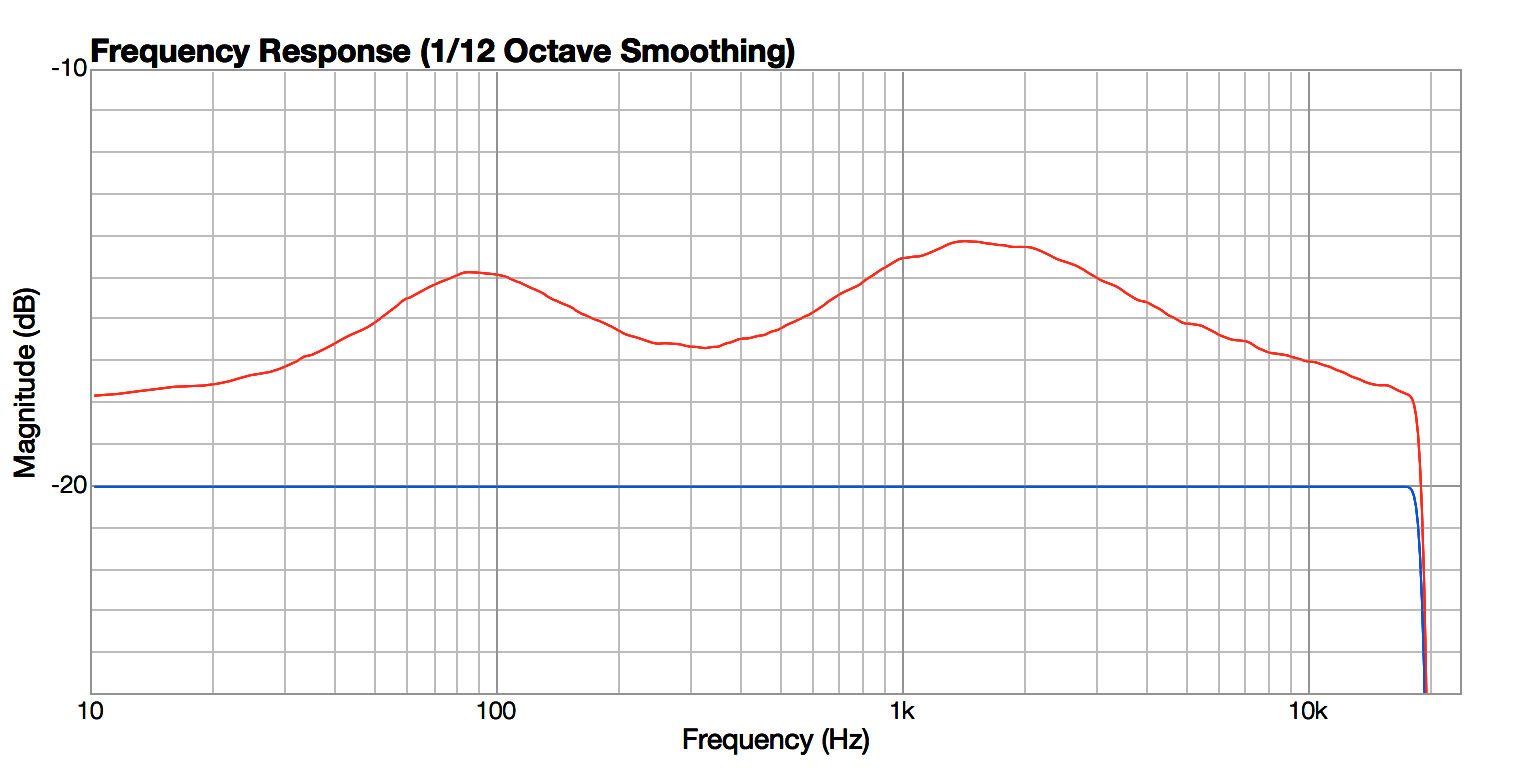 Frequency Response (1/12 Octave Smoothing)
-10
Magnitude (dB)
-20
10 100 1k 10k
Frequency (Hz)